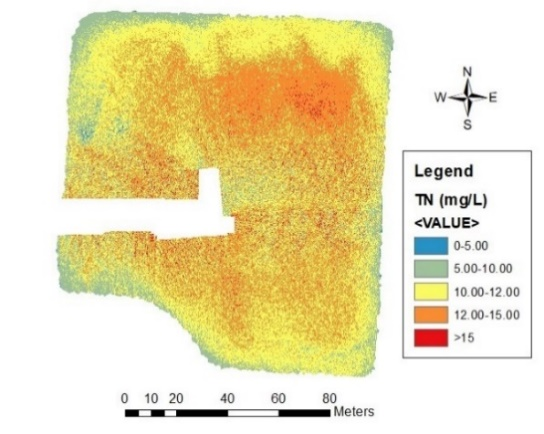 N
W E
S
Legend
TN (mg/L)
<VALUE>
0-5.00
5.00-10.00
10.00-12.00
12.00-15.00
>15
0 10 20 40 60 80
Meters